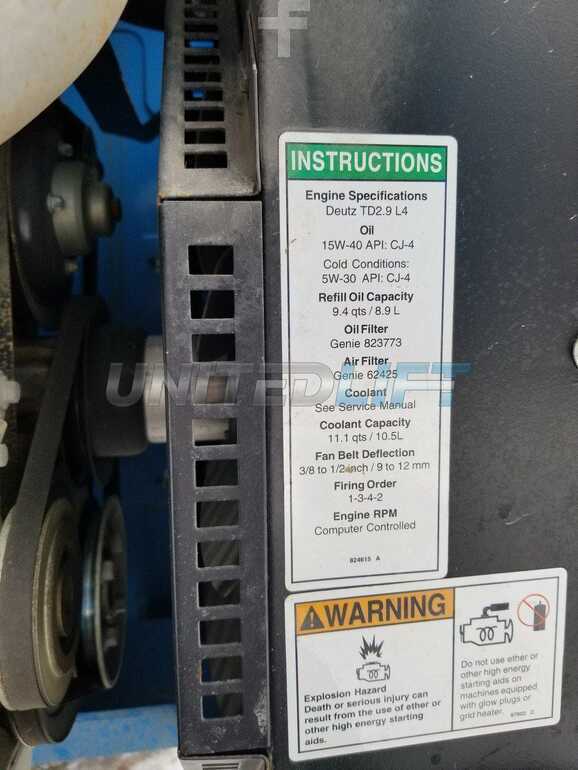 INSTRUCTIONS
Engine Specifications
Deutz TD2.9 L4
Oil
15W-40 API: CJ-4
Cold Conditions:
5W-30 API: CJ-4
Refill Oil Capacity
9.4 qts / 8.9 L
Oil Filter
Genie 823773
Air Filter
Genie 62425
UNITEDLIFT
Coolant
See Service Manual
Coolant Capacity
11.1 qts / 10.5L
Fan Belt Deflection
3/8 to 1/2 inch / 9 to 12 mm
Firing Order
1-3-4-2
Engine RPM
Computer Controlled
824615 A
WARNING
Explosion Hazard
Death or serious injury can
result from the use of ether or
other high energy starting
aids.
Do not use ether or
other high energy
starting aids on
machines equipped
with glow plugs or
grid heater.